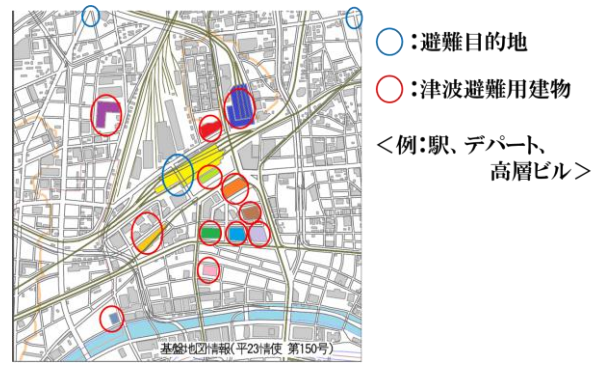 ：避難目的地
：津波避難用建物
＜例：駅、デパート、
高層ビル＞
基盤地図情報（平23情使 第150号）